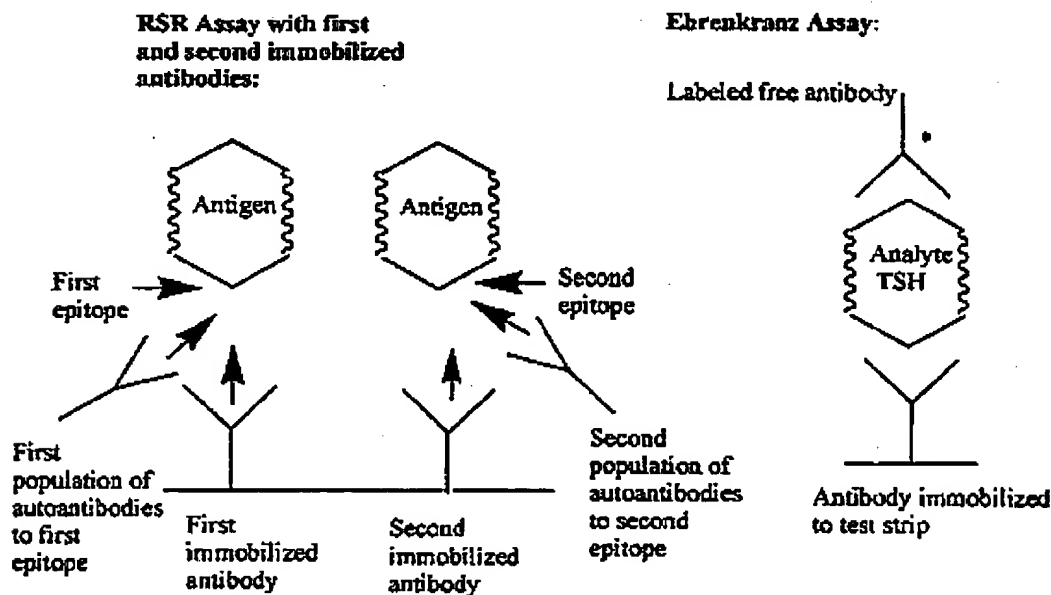 RSR Assay with first
and second immobilized
antibodies:
Ehrenkranz Assay:
Labeled free antibody
*
Antigen
Antigen
Analyte
TSH
First
epitope
Second
epitope
First
population of
autoantibodies
to first
epitope
First
immobilized
antibody
Second
immobilized
antibody
Second
population of
autoantibodies
to second
epitope
Antibody immobilized
to test strip